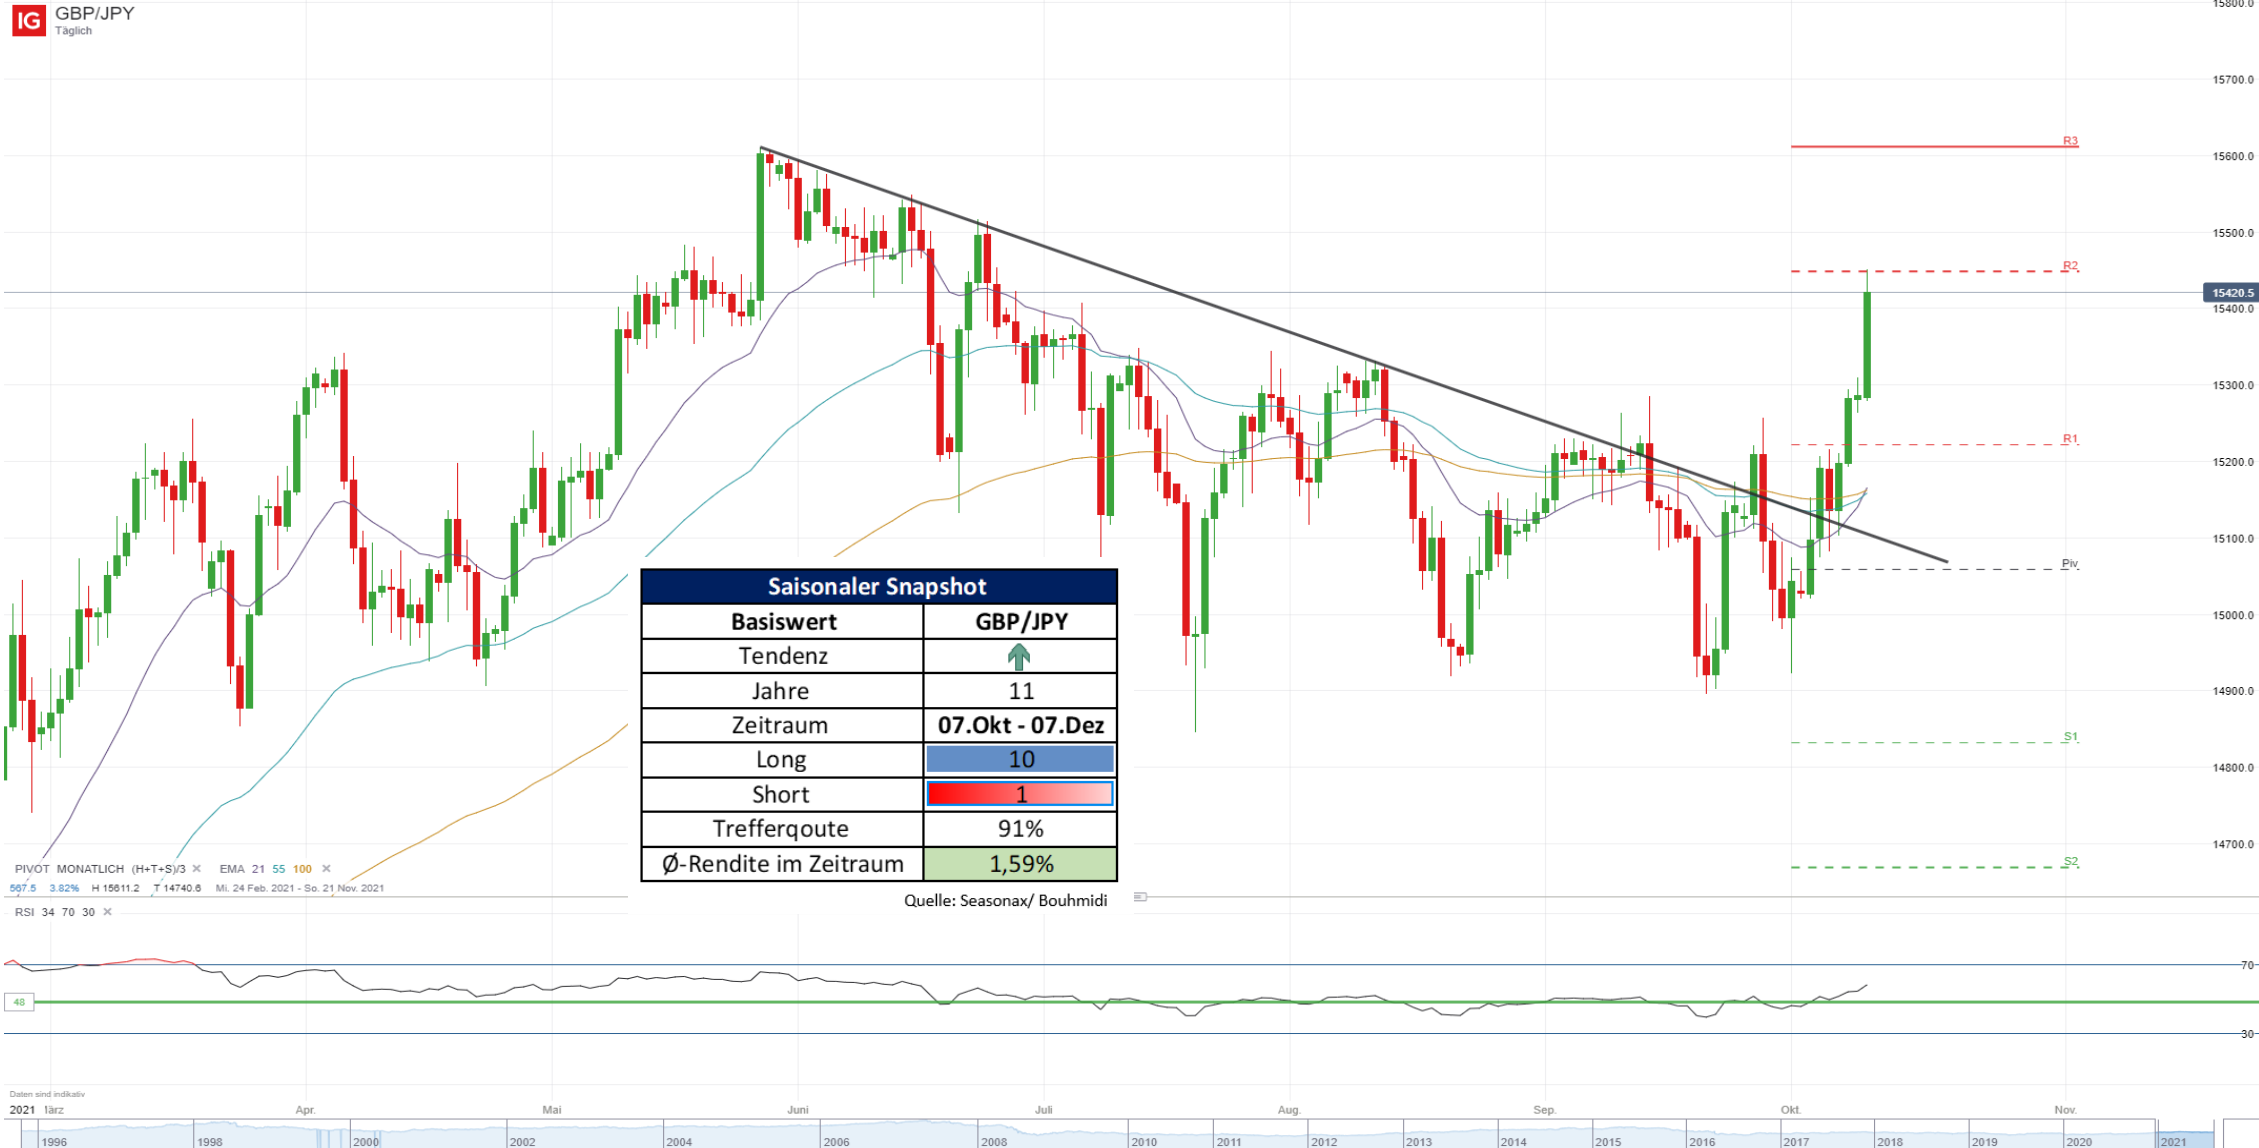 IG GBP/JPY
Täglich
15800.0
15700.0
R3
15600.0
15500.0
R2
15420.5
15400.0
15300.0
R1
15200.0
15100.0
Piv
15000.0
14900.0
S1
14800.0
14700.0
S2
Saisonaler Snapshot
Basiswert GBP/JPY
Tendenz
Jahre 11
Zeitraum 07.Okt - 07.Dez
Long 10
Short 1
Trefferqoute 91%
Ø-Rendite im Zeitraum 1,59%
Quelle: Seasonax/ Bouhmidi
PIVOT MONATLICH (H+T+S)/3 EMA 21 55 100
567.5 3.82% H 15611.2 T 14740.6 Mi. 24 Feb. 2021 - So. 21 Nov. 2021
RSI 34 70 30
70
48
30
Daten sind indikativ
2021 lärz Apr. Mai Juni Juli Aug. Sep. Okt. Nov.
1996 1998 2000 2002 2004 2006 2008 2010 2011 2012 2013 2014 2015 2016 2017 2018 2019 2020 2021